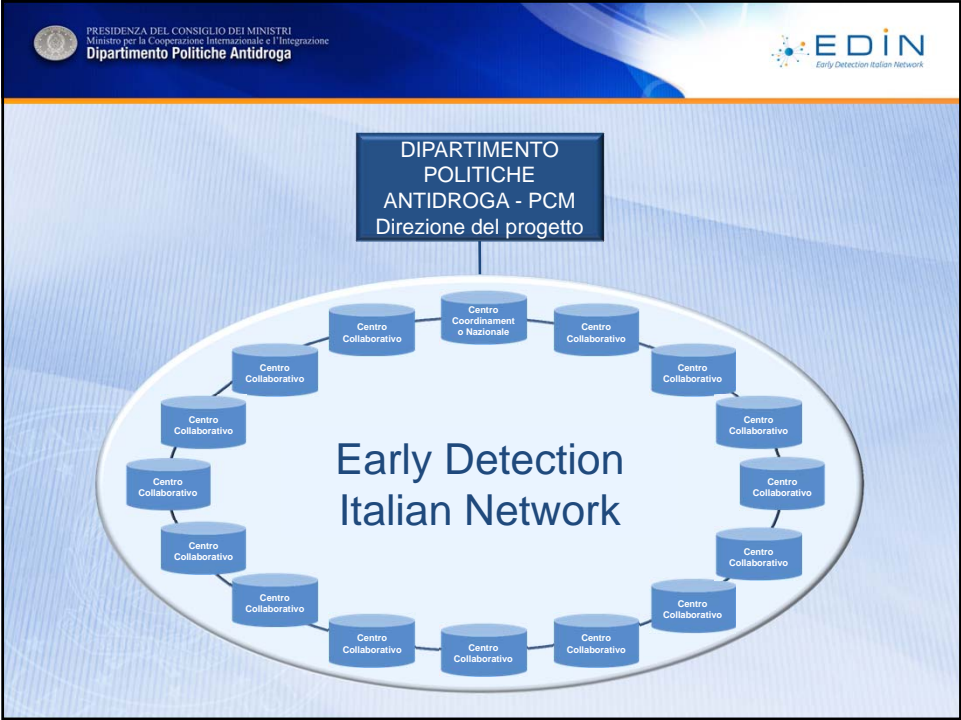 PRESIDENZA DEL CONSIGLIO DEI MINISTRI
Ministro per la Cooperazione Internazionale e l'Integrazione
Dipartimento Politiche Antidroga
EDIN
Early Detection Italian Network
DIPARTIMENTO
POLITICHE
ANTIDROGA - PCM
Direzione del progetto
Centro
Coordinament
o Nazionale
Centro
Collaborativo
Centro
Collaborativo
Centro
Collaborativo
Centro
Collaborativo
Centro
Collaborativo
Centro
Collaborativo
Centro
Collaborativo
Centro
Collaborativo
Early Detection
Italian Network
Centro
Collaborativo
Centro
Collaborativo
Centro
Collaborativo
Centro
Collaborativo
Centro
Collaborativo
Centro
Collaborativo
Centro
Collaborativo